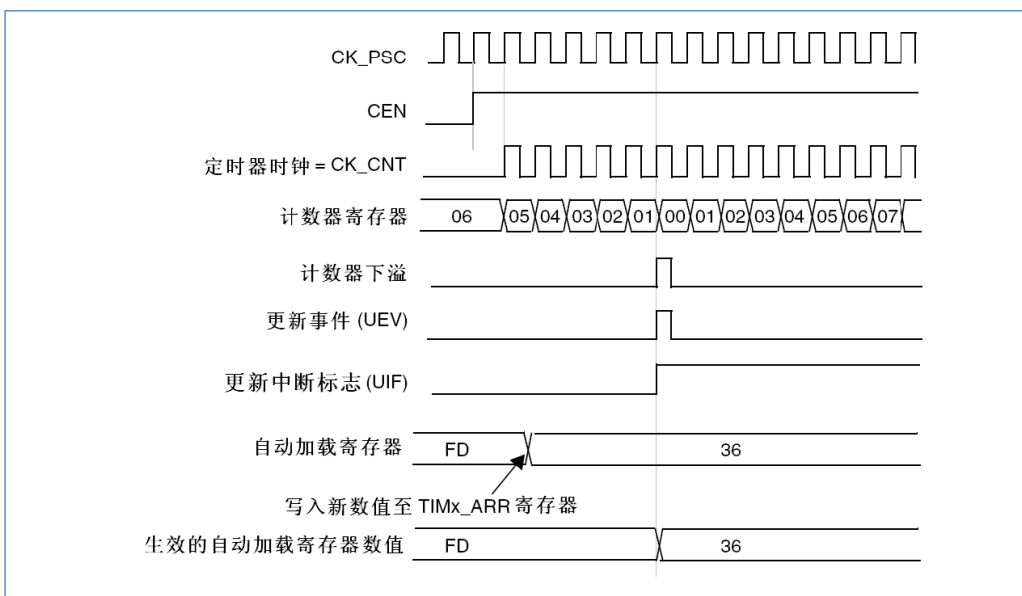 CK_PSC
CEN
定时器时钟 = CK_CNT
计数器寄存器 06 05 04 03 02 01 00 01 02 03 04 05 06 07
计数器下溢
更新事件 (UEV)
更新中断标志 (UIF)
自动加载寄存器 FD 36
写入新数值至 TIMx_ARR 寄存器
生效的自动加载寄存器数值 FD 36